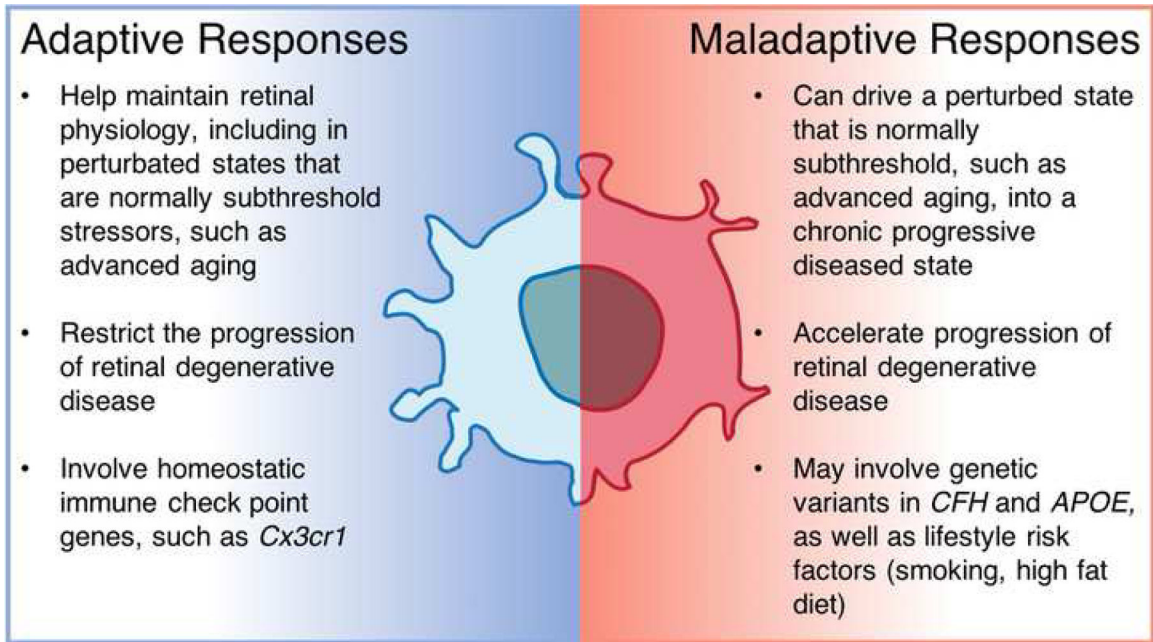 Adaptive Responses
• Help maintain retinal
physiology, including in
perturbated states that
are normally subthreshold
stressors, such as
advanced aging
• Restrict the progression
of retinal degenerative
disease
• Involve homeostatic
immune check point
genes, such as Cx3cr1
Maladaptive Responses
• Can drive a perturbed state
that is normally
subthreshold, such as
advanced aging, into a
chronic progressive
diseased state
• Accelerate progression of
retinal degenerative
disease
• May involve genetic
variants in CFH and APOE,
as well as lifestyle risk
factors (smoking, high fat
diet)